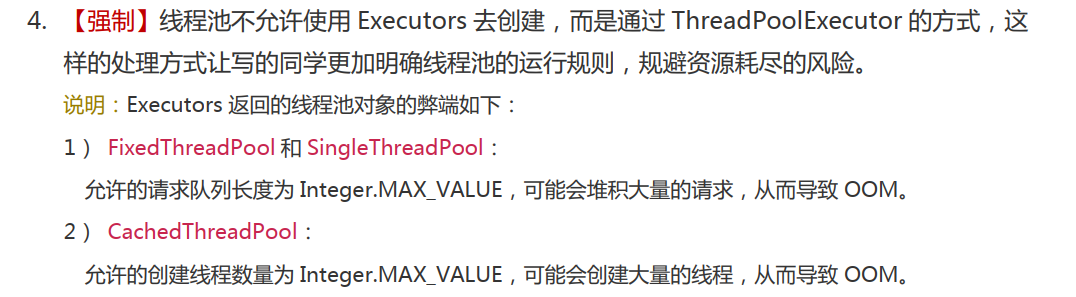 4. 【强制】线程池不允许使用 Executors 去创建，而是通过 ThreadPoolExecutor 的方式，这
样的处理方式让写的同学更加明确线程池的运行规则，规避资源耗尽的风险。
说明：Executors 返回的线程池对象的弊端如下：
1） FixedThreadPool 和 SingleThreadPool：
允许的请求队列长度为 Integer.MAX_VALUE，可能会堆积大量的请求，从而导致 OOM。
2） CachedThreadPool：
允许的创建线程数量为 Integer.MAX_VALUE，可能会创建大量的线程，从而导致 OOM。